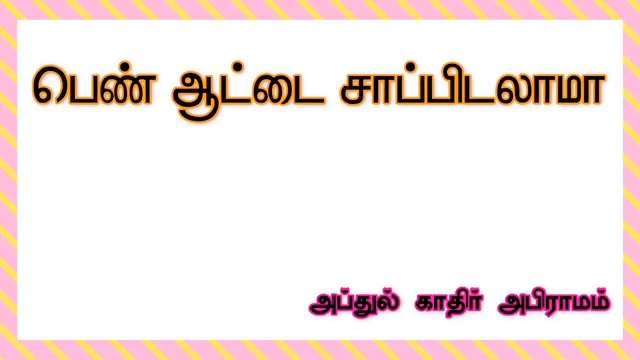 பெண் ஆட்டை சாப்பிடலாமா
அப்துல் காதிர் அபிராமம்